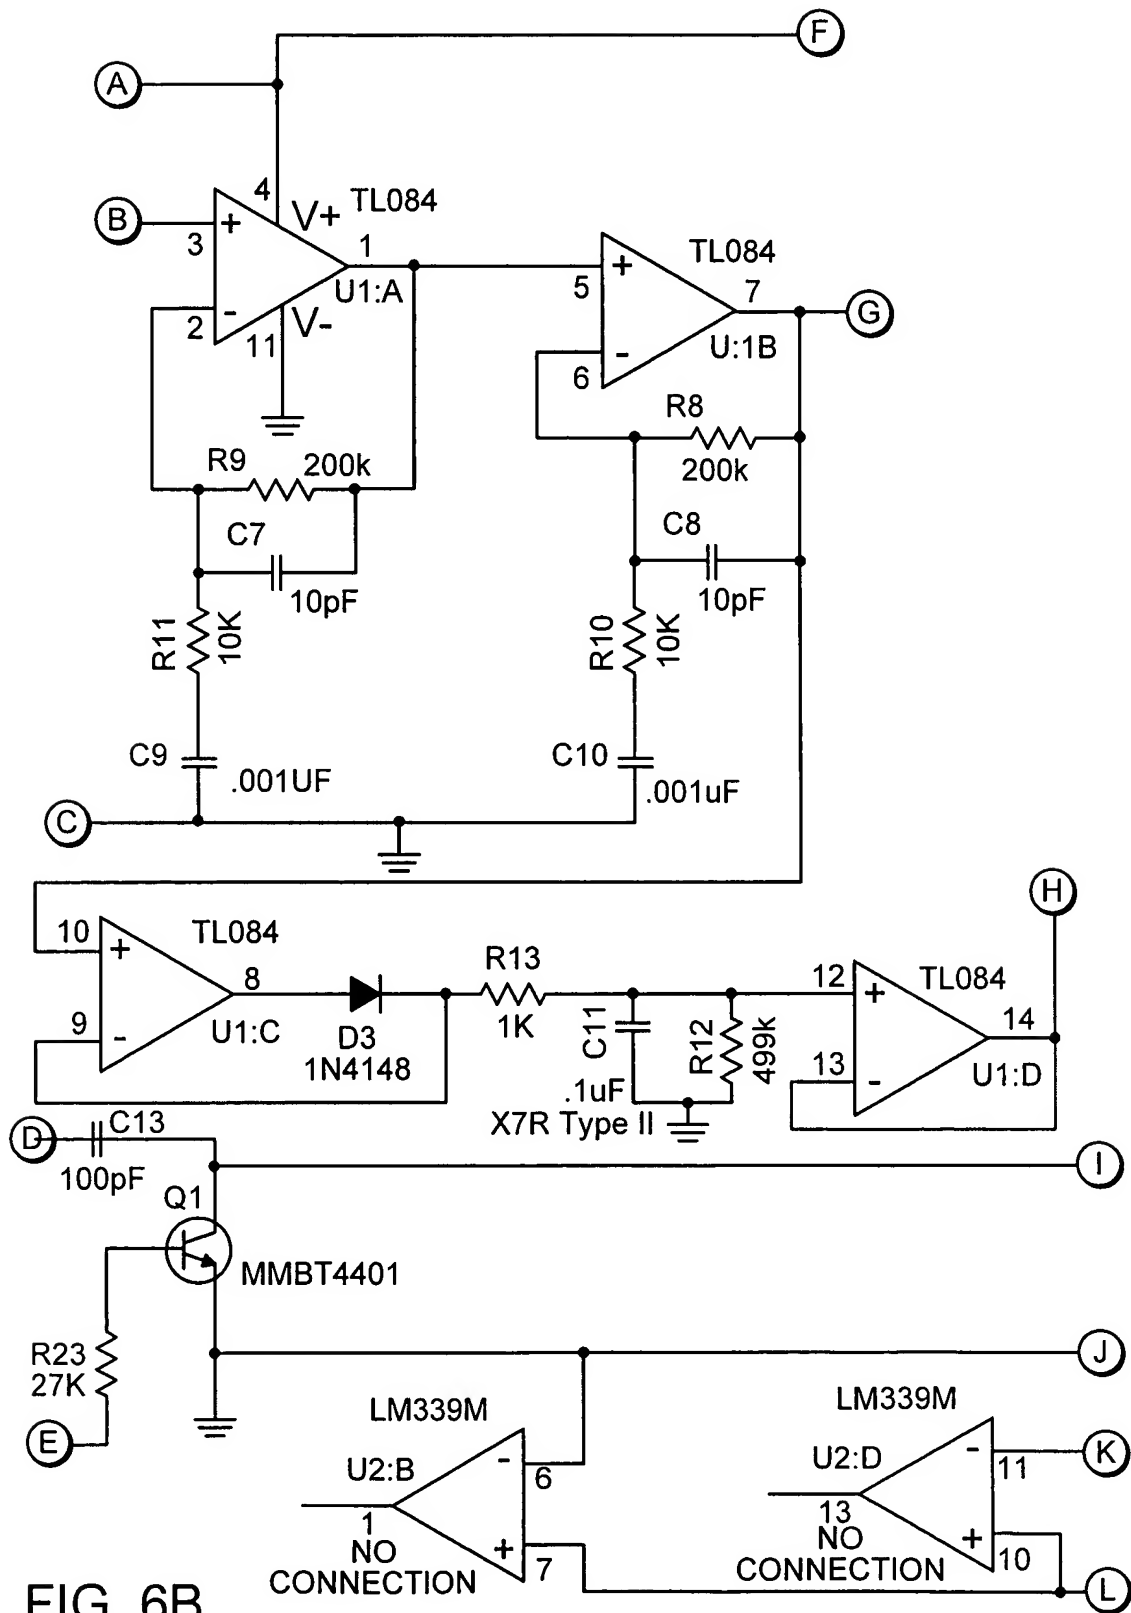 F
A
4
V+
TL084
B
+
3
1
TL084
+
5
U1:A
7
-
2
V-
11
G
-
6
U:1B
R8
R9
200k
200k
C7
C8
10pF
10pF
R11
10K
R10
10K
C9
.001UF
C10
.001uF
C
H
10
+
TL084
8
R13
12
+
TL084
14
9
-
U1:C
D3
1N4148
1K
C11
R12
499k
13
-
U1:D
.1uF
X7R Type II
D
C13
100pF
I
Q1
MMBT4401
R23
27K
J
LM339M
LM339M
E
U2:B
-
6
U2:D
-
11
K
1
NO
CONNECTION
+
7
13
NO
CONNECTION
+
10
L
FIG. 6B